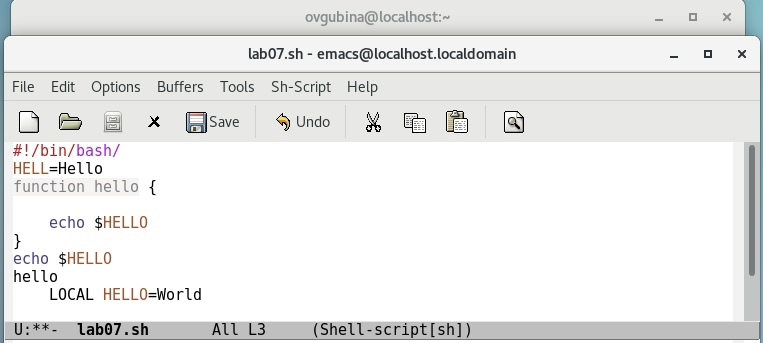 ovgubina@localhost:~
lab07.sh - emacs@localhost.localdomain
File Edit Options Buffers Tools Sh-Script Help
Save Undo
#!/bin/bash/
HELL=Hello
function hello {
    echo $HELLO
}
echo $HELLO
hello
    LOCAL HELLO=World
U:**-  lab07.sh       All L3     (Shell-script[sh])